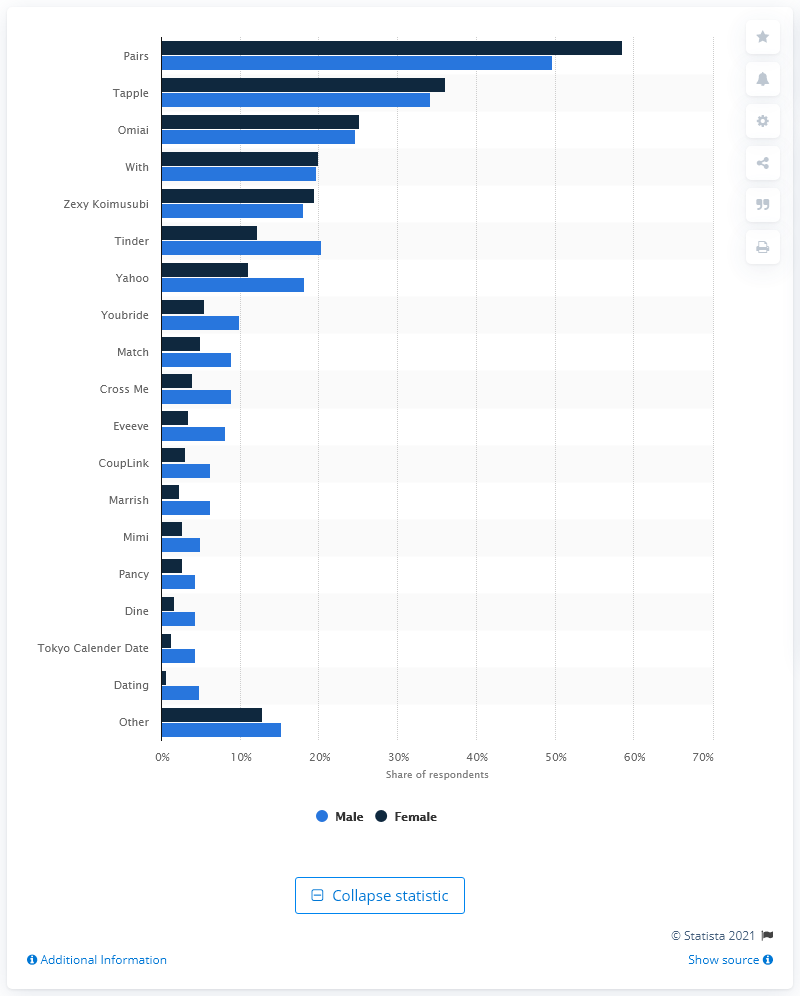 Pairs
Tapple
Omiai
With
Zexy Koimusubi
Tinder
Yahoo
Youbride
Match
Cross Me
Eveeve
CoupLink
Marrish
Mimi
Pancy
Dine
Tokyo Calender Date
Dating
Other
0% 10% 20% 30% 40% 50% 60% 70%
Share of respondents
Male Female
Collapse statistic
© Statista 2021
Additional Information Show source